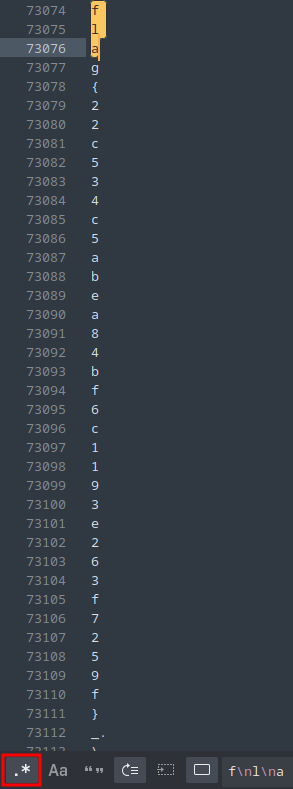 73074 f
73075 l
73076 a
73077 g
73078 {
73079 2
73080 2
73081 c
73082 5
73083 3
73084 4
73085 c
73086 5
73087 a
73088 b
73089 e
73090 a
73091 8
73092 4
73093 b
73094 f
73095 6
73096 c
73097 1
73098 1
73099 9
73100 3
73101 e
73102 2
73103 6
73104 3
73105 f
73106 7
73107 2
73108 5
73109 9
73110 f
73111 }
73112 _.
73113 \
.* Aa “” f\nl\na